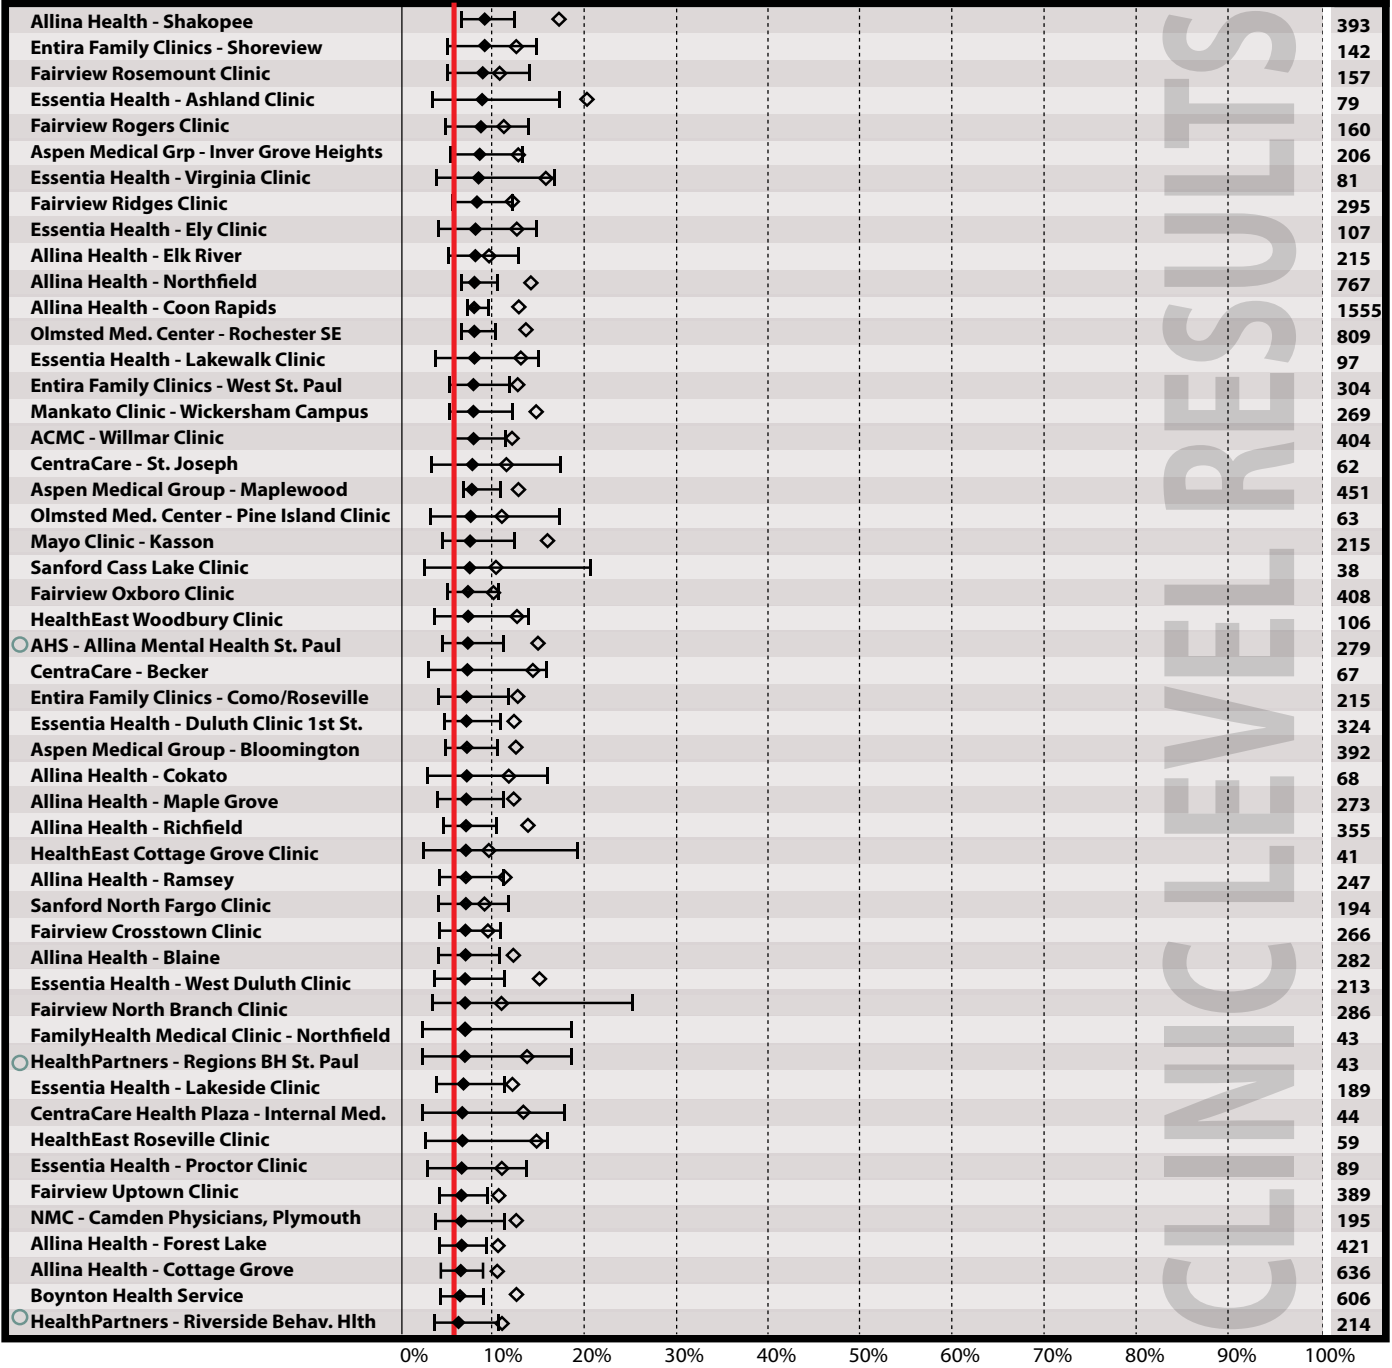 Allina Health - Shakopee 393
Entira Family Clinics - Shoreview 142
Fairview Rosemount Clinic 157
Essentia Health - Ashland Clinic 79
Fairview Rogers Clinic 160
Aspen Medical Grp - Inver Grove Heights 206
Essentia Health - Virginia Clinic 81
Fairview Ridges Clinic 295
Essentia Health - Ely Clinic 107
Allina Health - Elk River 215
Allina Health - Northfield 767
Allina Health - Coon Rapids 1555
Olmsted Med. Center - Rochester SE 809
Essentia Health - Lakewalk Clinic 97
Entira Family Clinics - West St. Paul 304
Mankato Clinic - Wickersham Campus 269
ACMC - Willmar Clinic 404
CentraCare - St. Joseph 62
Aspen Medical Group - Maplewood 451
Olmsted Med. Center - Pine Island Clinic 63
Mayo Clinic - Kasson 215
Sanford Cass Lake Clinic 38
Fairview Oxboro Clinic 408
HealthEast Woodbury Clinic 106
AHS - Allina Mental Health St. Paul 279
CentraCare - Becker 67
Entira Family Clinics - Como/Roseville 215
Essentia Health - Duluth Clinic 1st St. 324
Aspen Medical Group - Bloomington 392
Allina Health - Cokato 68
Allina Health - Maple Grove 273
Allina Health - Richfield 355
HealthEast Cottage Grove Clinic 41
Allina Health - Ramsey 247
Sanford North Fargo Clinic 194
Fairview Crosstown Clinic 266
Allina Health - Blaine 282
Essentia Health - West Duluth Clinic 213
Fairview North Branch Clinic 286
FamilyHealth Medical Clinic - Northfield 43
HealthPartners - Regions BH St. Paul 43
Essentia Health - Lakeside Clinic 189
CentraCare Health Plaza - Internal Med. 44
HealthEast Roseville Clinic 59
Essentia Health - Proctor Clinic 89
Fairview Uptown Clinic 389
NMC - Camden Physicians, Plymouth 195
Allina Health - Forest Lake 421
Allina Health - Cottage Grove 636
Boynton Health Service 606
HealthPartners - Riverside Behav. Hlth 214
0% 10% 20% 30% 40% 50% 60% 70% 80% 90% 100%
CLINIC LEVEL RESULTS